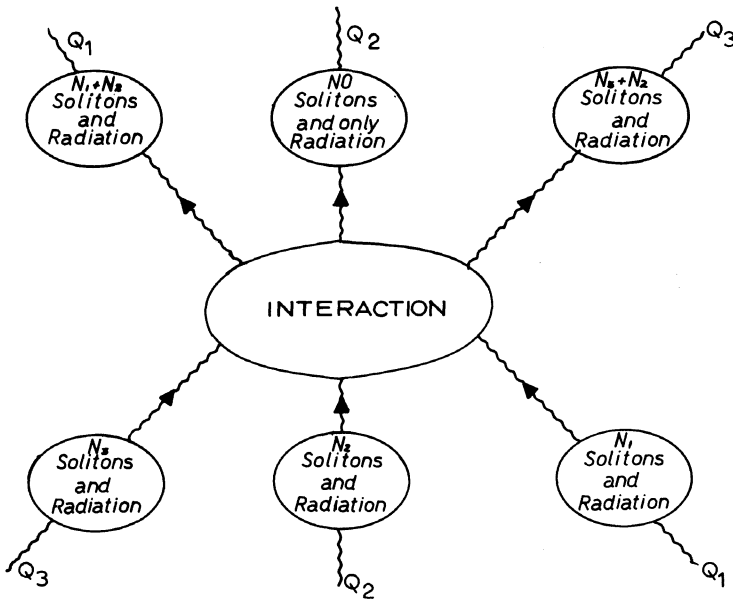 Q1
N1+N2
Solitons
and
Radiation
Q2
NO
Solitons
and only
Radiation
Q3
N3+N2
Solitons
and
Radiation
INTERACTION
N3
Solitons
and
Radiation
Q3
N2
Solitons
and
Radiation
Q2
N1
Solitons
and
Radiation
Q1